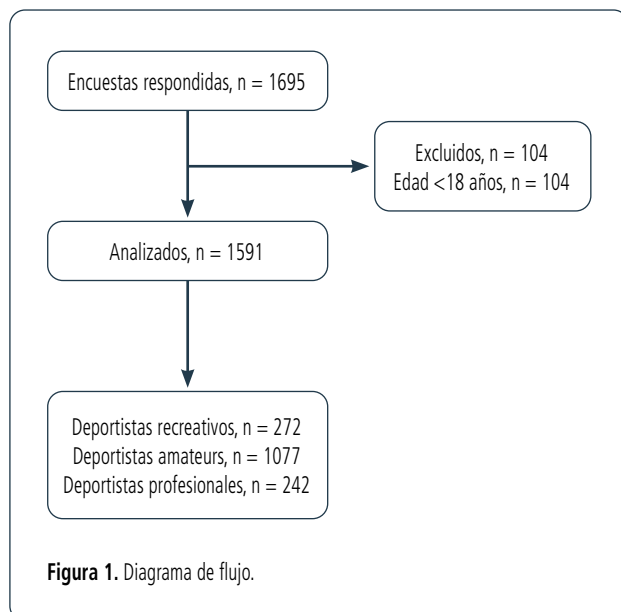 Encuestas respondidas, n = 1695
Excluidos, n = 104
Edad <18 años, n = 104
Analizados, n = 1591
Deportistas recreativos, n = 272
Deportistas amateurs, n = 1077
Deportistas profesionales, n = 242
Figura 1. Diagrama de flujo.